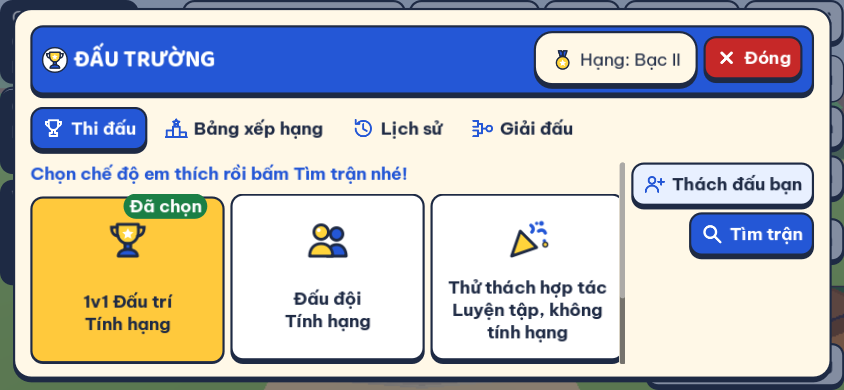 ĐẤU TRƯỜNG
Hạng: Bạc II
Đóng
Thi đấu
Bảng xếp hạng
Lịch sử
Giải đấu
Chọn chế độ em thích rồi bấm Tìm trận nhé!
Đã chọn
1v1 Đấu trí
Tính hạng
Đấu đội
Tính hạng
Thử thách hợp tác
Luyện tập, không
tính hạng
Thách đấu bạn
Tìm trận